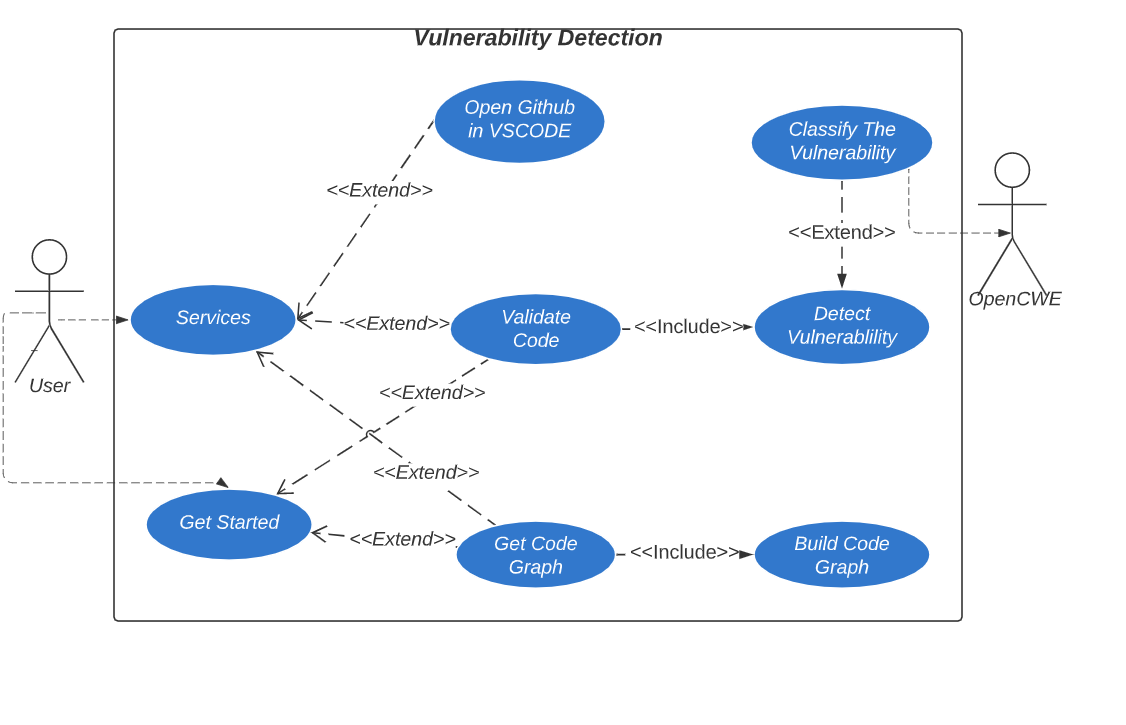 Vulnerability Detection
Open Github
in VSCODE
Classify The
Vulnerability
<<Extend>>
<<Extend>>
OpenCWE
Services
<<Extend>>
Validate
Code
<<Include>>
Detect
Vulnerablility
User
<<Extend>>
<<Extend>>
Get Started
<<Extend>>
Get Code
Graph
<<Include>>
Build Code
Graph